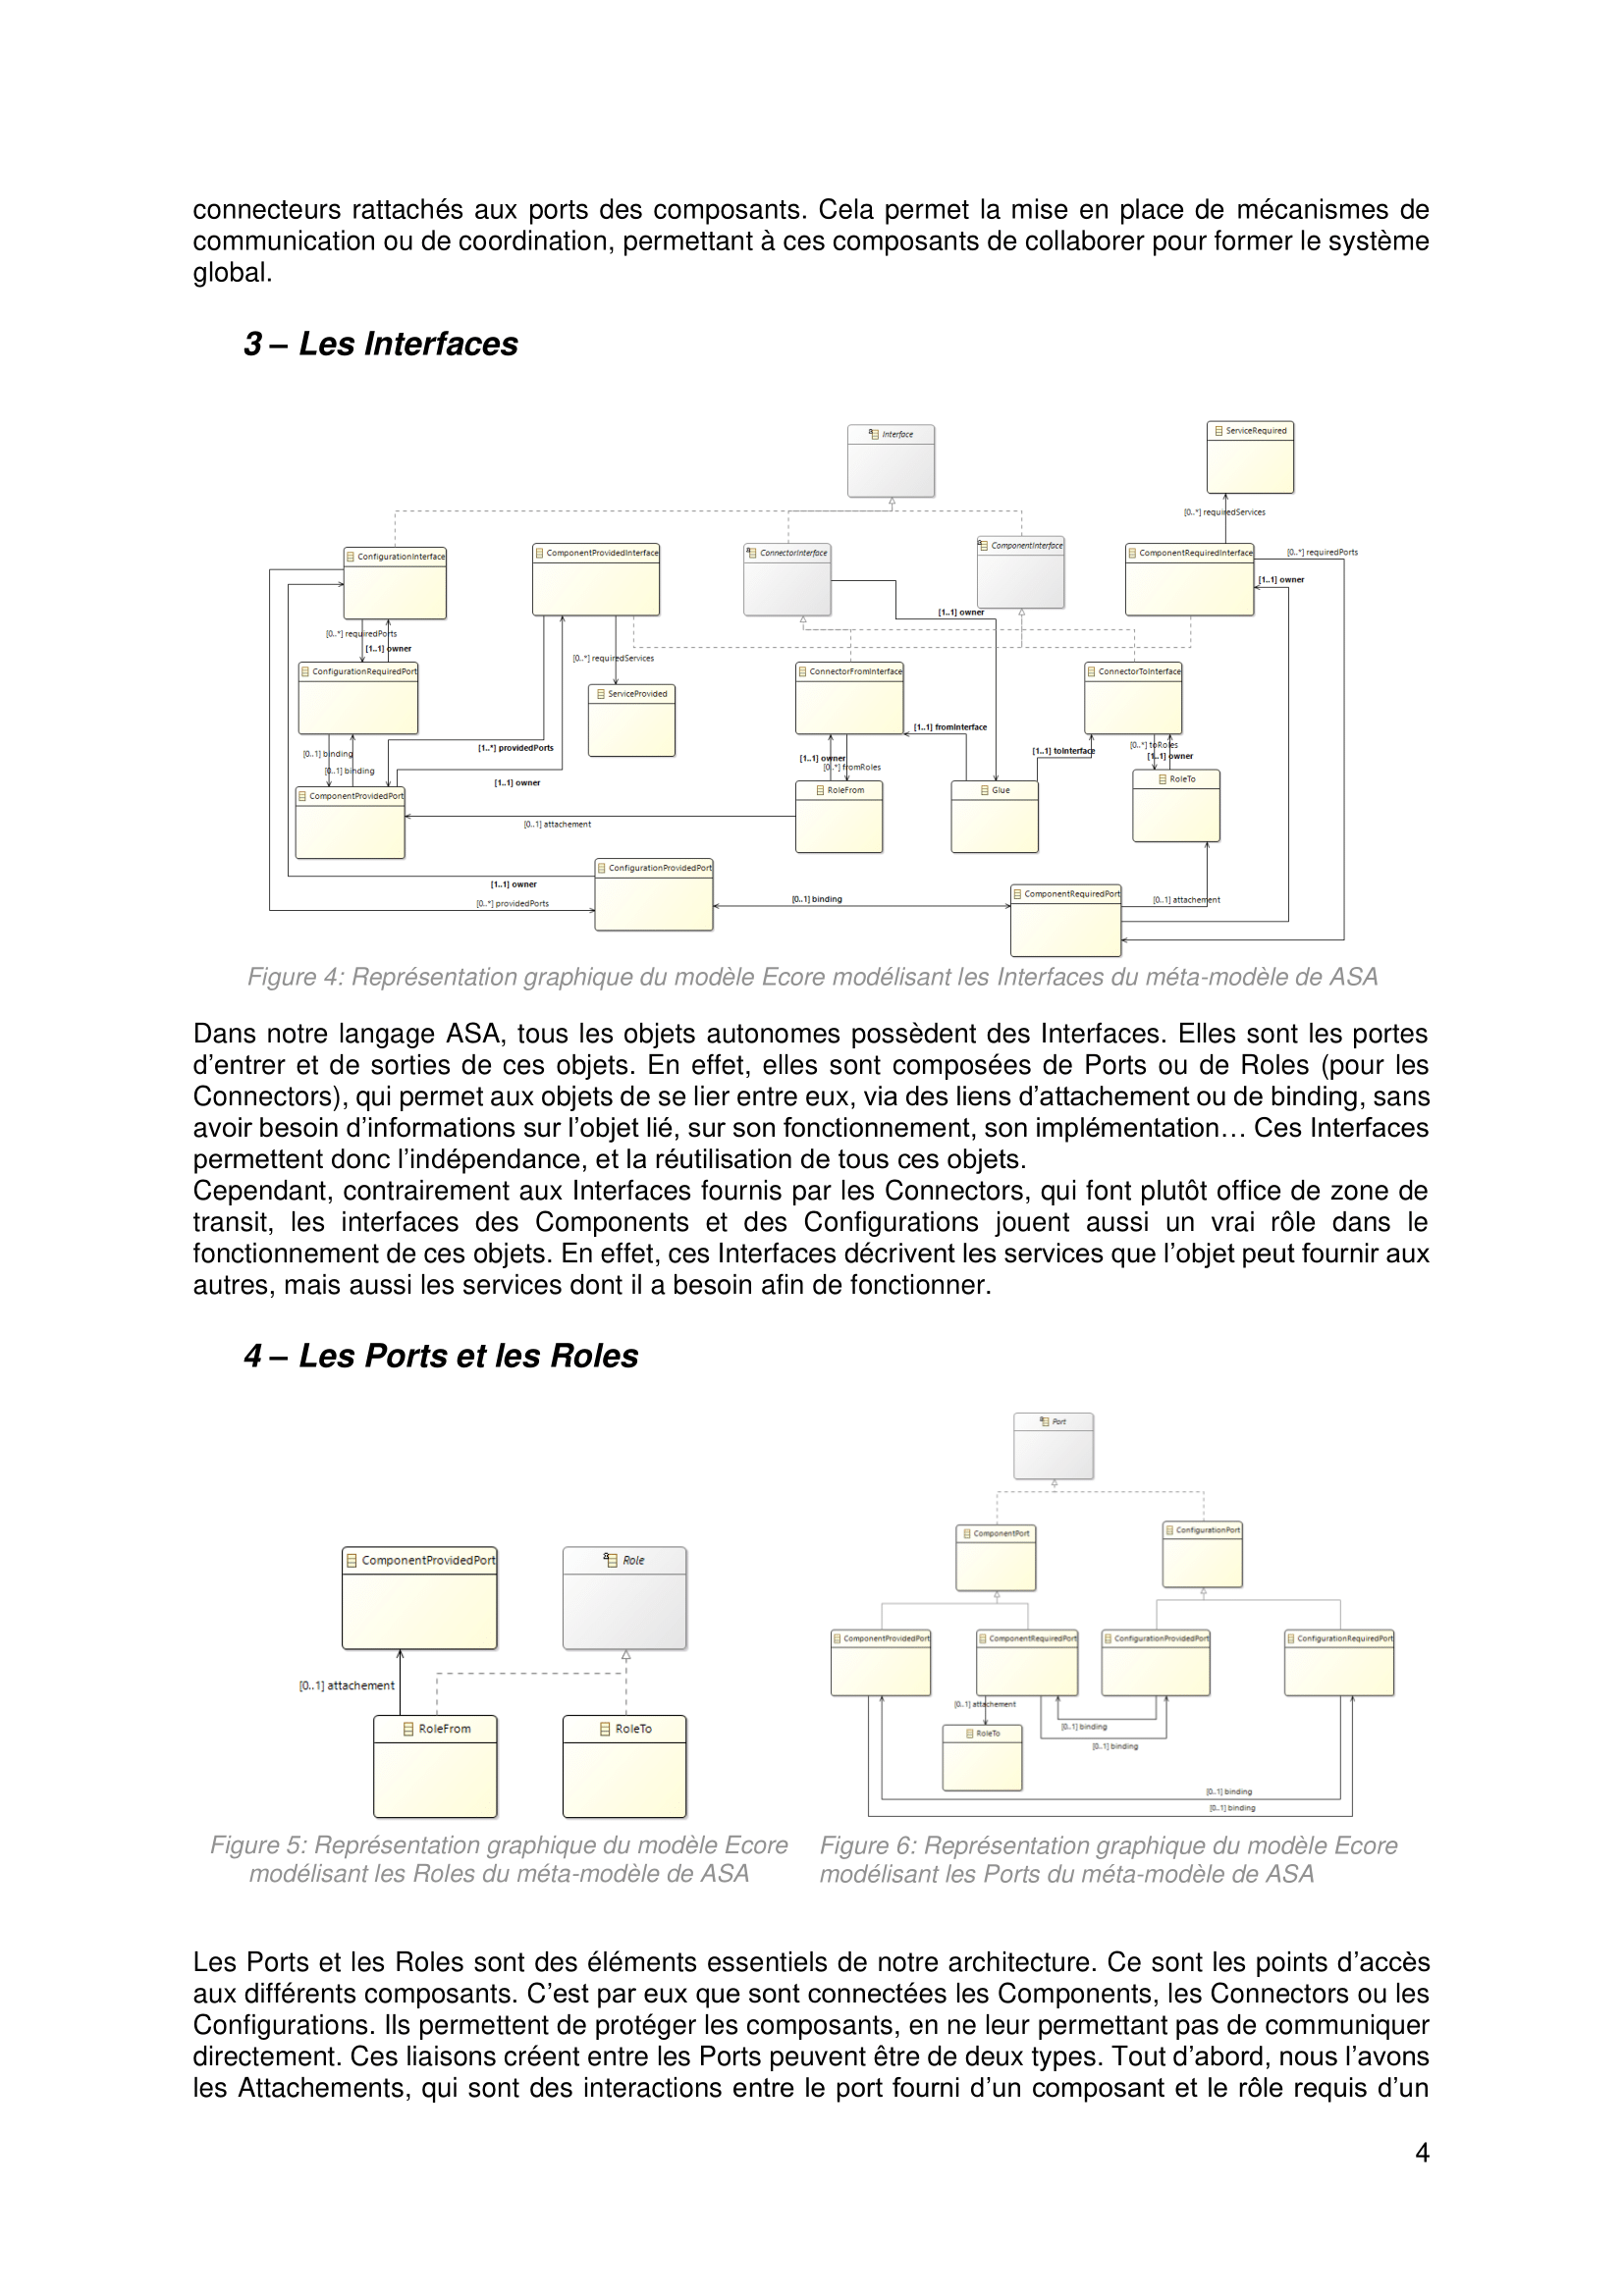 connecteurs rattachés aux ports des composants. Cela permet la mise en place de mécanismes de
communication ou de coordination, permettant à ces composants de collaborer pour former le système
global.
3 – Les Interfaces
Interface
ServiceRequired
[0..*] requiredServices
ConfigurationInterface
ComponentProvidedInterface
ConnectorInterface
ComponentInterface
ComponentRequiredInterface
[0..*] requiredPorts
[1..1] owner
[1..1] owner
[0..*] requiredPorts
[1..1] owner
[0..*] requiredServices
ConfigurationRequiredPort
ServiceProvided
ConnectorFromInterface
ConnectorToInterface
[1..1] fromInterface
[0..1] binding
[0..1] binding
[1..*] providedPorts
[1..1] owner
[1..1] owner
[0..*] fromRoles
[1..1] toInterface
[0..*] toRoles
[1..1] owner
ComponentProvidedPort
RoleFrom
Glue
RoleTo
[0..1] attachement
ConfigurationProvidedPort
[1..1] owner
[0..*] providedPorts
[0..1] binding
ComponentRequiredPort
[0..1] attachement
Figure 4: Représentation graphique du modèle Ecore modélisant les Interfaces du méta-modèle de ASA
Dans notre langage ASA, tous les objets autonomes possèdent des Interfaces. Elles sont les portes
d’entrer et de sorties de ces objets. En effet, elles sont composées de Ports ou de Roles (pour les
Connectors), qui permet aux objets de se lier entre eux, via des liens d’attachement ou de binding, sans
avoir besoin d’informations sur l’objet lié, sur son fonctionnement, son implémentation… Ces Interfaces
permettent donc l’indépendance, et la réutilisation de tous ces objets.
Cependant, contrairement aux Interfaces fournis par les Connectors, qui font plutôt office de zone de
transit, les interfaces des Components et des Configurations jouent aussi un vrai rôle dans le
fonctionnement de ces objets. En effet, ces Interfaces décrivent les services que l’objet peut fournir aux
autres, mais aussi les services dont il a besoin afin de fonctionner.
4 – Les Ports et les Roles
ComponentProvidedPort
Role
[0..1] attachement
RoleFrom
RoleTo
Figure 5: Représentation graphique du modèle Ecore
modélisant les Roles du méta-modèle de ASA
Port
ComponentPort
ConfigurationPort
ComponentProvidedPort
ComponentRequiredPort
ConfigurationProvidedPort
ConfigurationRequiredPort
[0..1] attachement
RoleTo
[0..1] binding
[0..1] binding
[0..1] binding
[0..1] binding
Figure 6: Représentation graphique du modèle Ecore
modélisant les Ports du méta-modèle de ASA
Les Ports et les Roles sont des éléments essentiels de notre architecture. Ce sont les points d’accès
aux différents composants. C’est par eux que sont connectées les Components, les Connectors ou les
Configurations. Ils permettent de protéger les composants, en ne leur permettant pas de communiquer
directement. Ces liaisons créent entre les Ports peuvent être de deux types. Tout d’abord, nous l’avons
les Attachements, qui sont des interactions entre le port fourni d’un composant et le rôle requis d’un
4